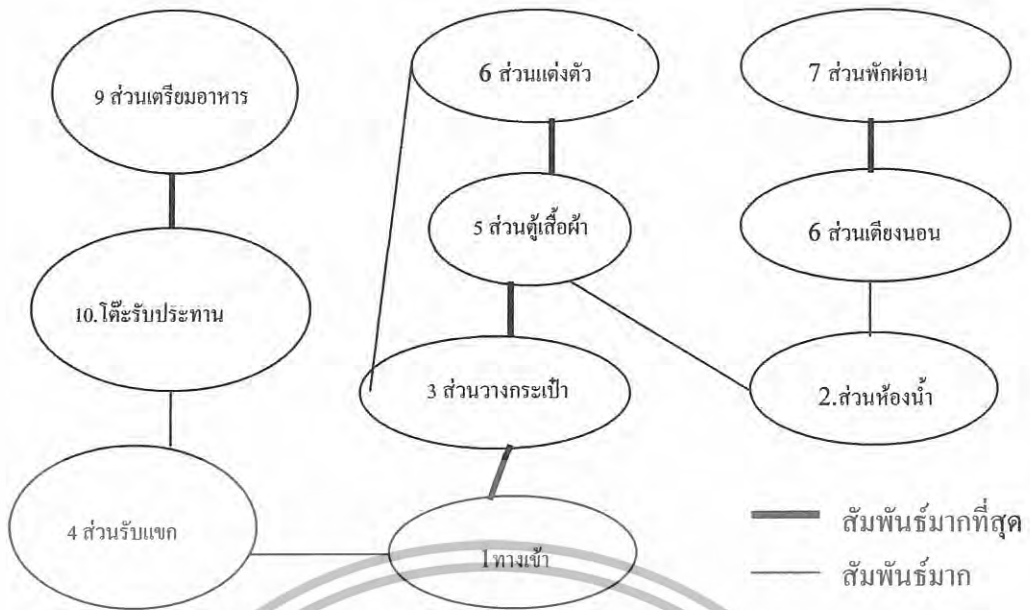 9 ส่วนเตรียมอาหาร
6 ส่วนแต่งตัว
7 ส่วนพักผ่อน
5 ส่วนตู้เสื้อผ้า
6 ส่วนเตียงนอน
10.โต๊ะรับประทาน
3 ส่วนวางกระเป๋า
2.ส่วนห้องน้ำ
4 ส่วนรับแขก
1ทางเข้า
สัมพันธ์มากที่สุด
สัมพันธ์มาก